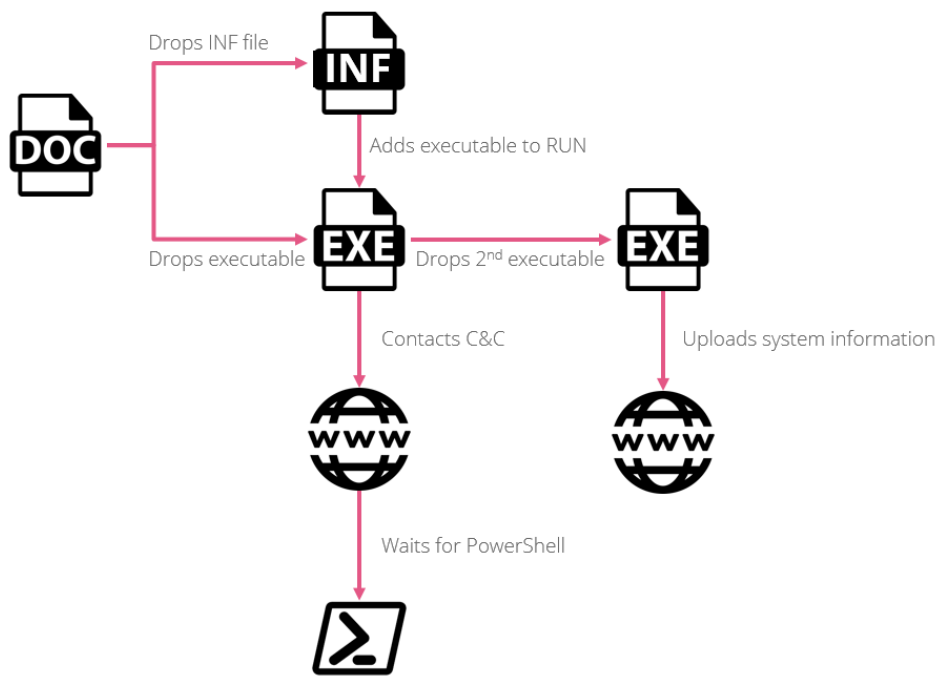 Drops INF file
INF
DOC
Adds executable to RUN
EXE
EXE
Drops executable
Drops 2nd executable
Contacts C&C
Uploads system information
www
www
Waits for PowerShell